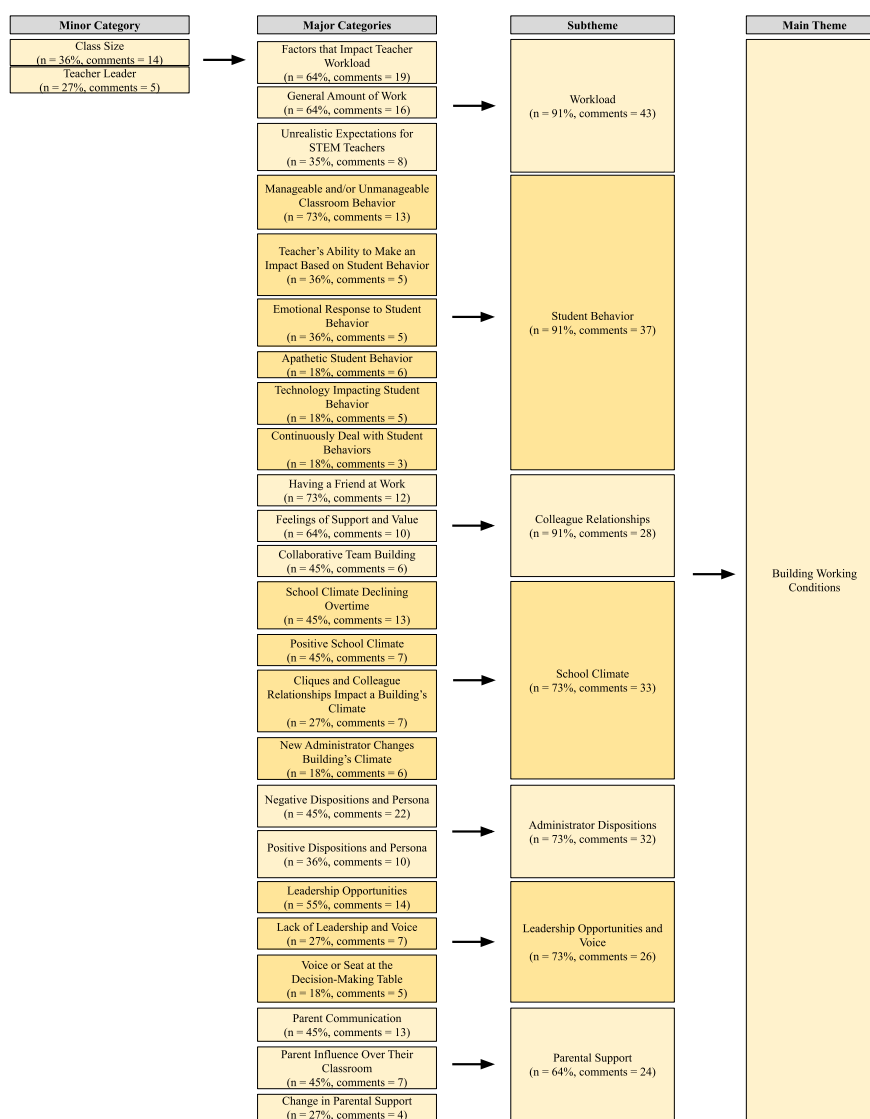 Minor Category
Major Categories
Subtheme
Main Theme
Class Size
(n = 36%, comments = 14)
Teacher Leader
(n = 27%, comments = 5)
Factors that Impact Teacher
Workload
(n = 64%, comments = 19)
General Amount of Work
(n = 64%, comments = 16)
Unrealistic Expectations for
STEM Teachers
(n = 35%, comments = 8)
Workload
(n = 91%, comments = 43)
Manageable and/or Unmanageable
Classroom Behavior
(n = 73%, comments = 13)
Teacher's Ability to Make an
Impact Based on Student Behavior
(n = 36%, comments = 5)
Emotional Response to Student
Behavior
(n = 36%, comments = 5)
Apathetic Student Behavior
(n = 18%, comments = 6)
Technology Impacting Student
Behavior
(n = 18%, comments = 5)
Continuously Deal with Student
Behaviors
(n = 18%, comments = 3)
Student Behavior
(n = 91%, comments = 37)
Having a Friend at Work
(n = 73%, comments = 12)
Feelings of Support and Value
(n = 64%, comments = 10)
Collaborative Team Building
(n = 45%, comments = 6)
Colleague Relationships
(n = 91%, comments = 28)
School Climate Declining
Overtime
(n = 45%, comments = 13)
Positive School Climate
(n = 45%, comments = 7)
Cliques and Colleague
Relationships Impact a Building's
Climate
(n = 27%, comments = 7)
New Administrator Changes
Building's Climate
(n = 18%, comments = 6)
School Climate
(n = 73%, comments = 33)
Negative Dispositions and Persona
(n = 45%, comments = 22)
Positive Dispositions and Persona
(n = 36%, comments = 10)
Administrator Dispositions
(n = 73%, comments = 32)
Leadership Opportunities
(n = 55%, comments = 14)
Lack of Leadership and Voice
(n = 27%, comments = 7)
Voice or Seat at the
Decision-Making Table
(n = 18%, comments = 5)
Leadership Opportunities and
Voice
(n = 73%, comments = 26)
Parent Communication
(n = 45%, comments = 13)
Parent Influence Over Their
Classroom
(n = 45%, comments = 7)
Change in Parental Support
(n = 27%, comments = 4)
Parental Support
(n = 64%, comments = 24)
Building Working
Conditions